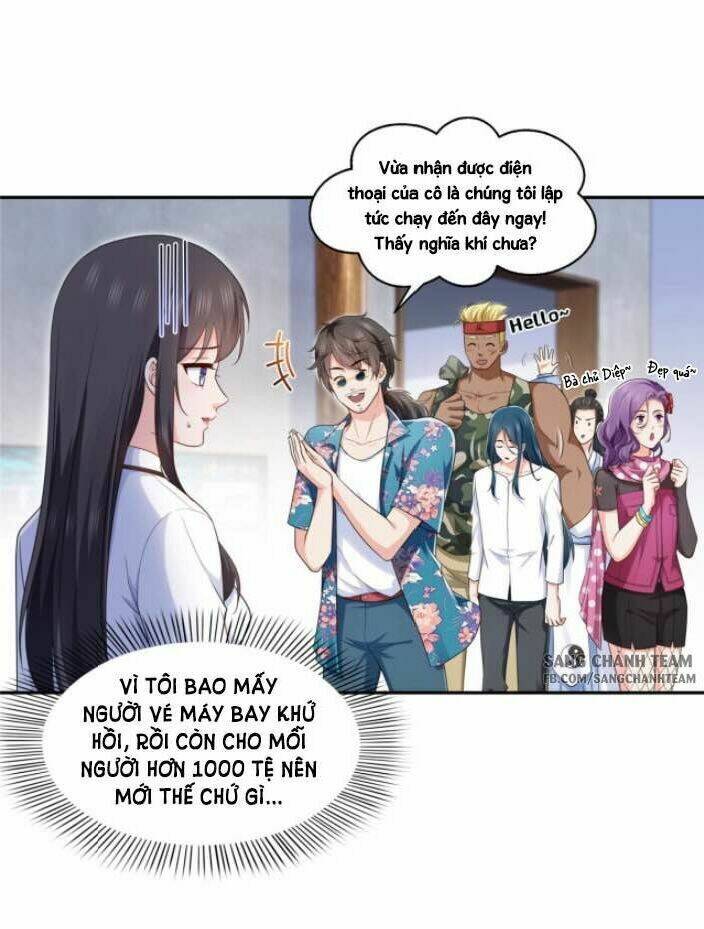 Vừa nhận được điện
thoại của cô là chúng tôi lập
tức chạy đến đây ngay!
Thấy nghĩa khí chưa?
Hello~
Bà chủ Diệp~
Đẹp quá~
SANG CHẢNH TEAM
FB.COM/SANGCHANHTEAM
VÌ TÔI BAO MẤY
NGƯỜI VÉ MÁY BAY KHỨ
HỒI, RỒI CÒN CHO MỖI
NGƯỜI HƠN 1000 TỆ NÊN
MỚI THẾ CHỨ GÌ...